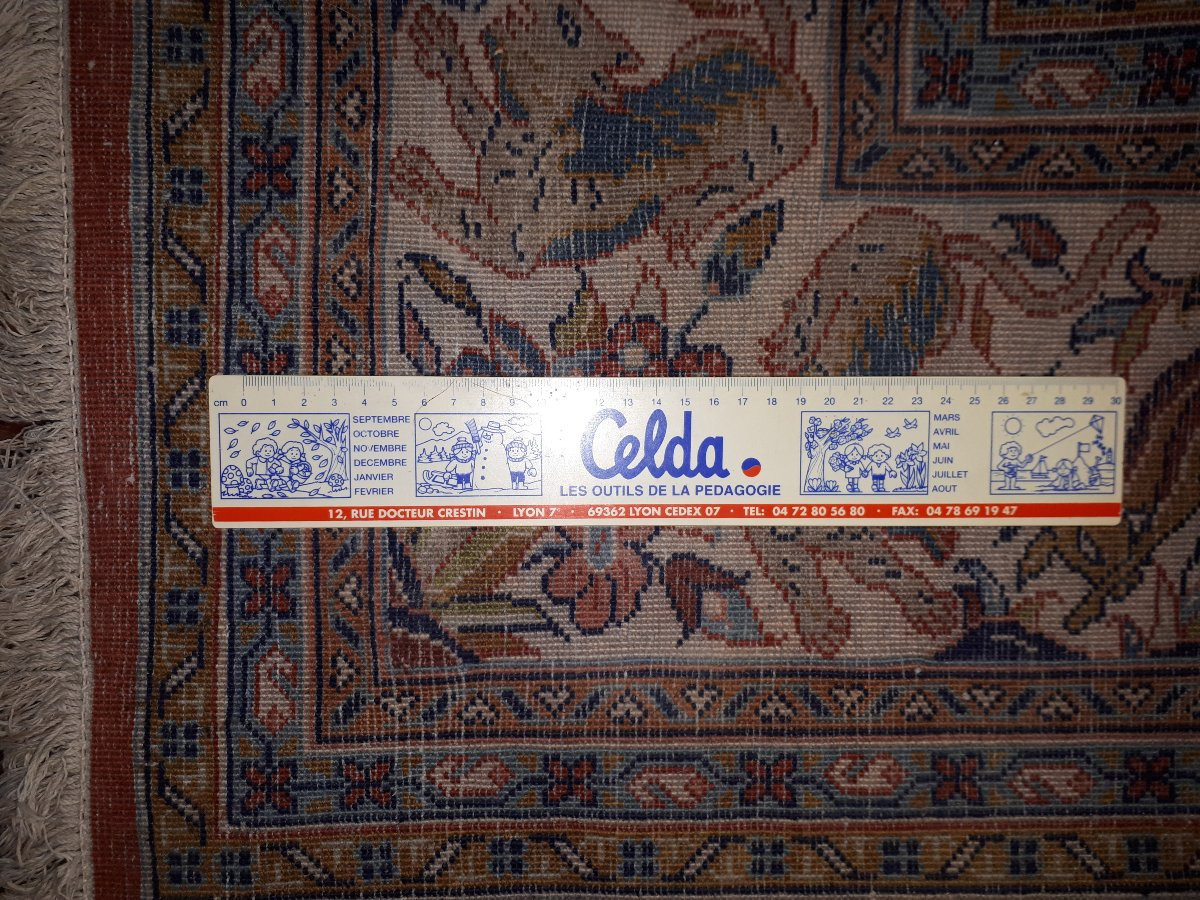 cm 0 1 2 3 4 5 6 7 8 9 12 13 14 15 16 17 18 19 20 21 22 23 24 25 26 27 28 29 30
SEPTEMBRE
OCTOBRE
NOVEMBRE
DECEMBRE
JANVIER
FEVRIER
Celda
LES OUTILS DE LA PEDAGOGIE
MARS
AVRIL
MAI
JUIN
JUILLET
AOUT
12, RUE DOCTEUR CRESTIN · LYON 7° · 69362 LYON CEDEX 07 · TEL: 04 72 80 56 80 · FAX: 04 78 69 19 47